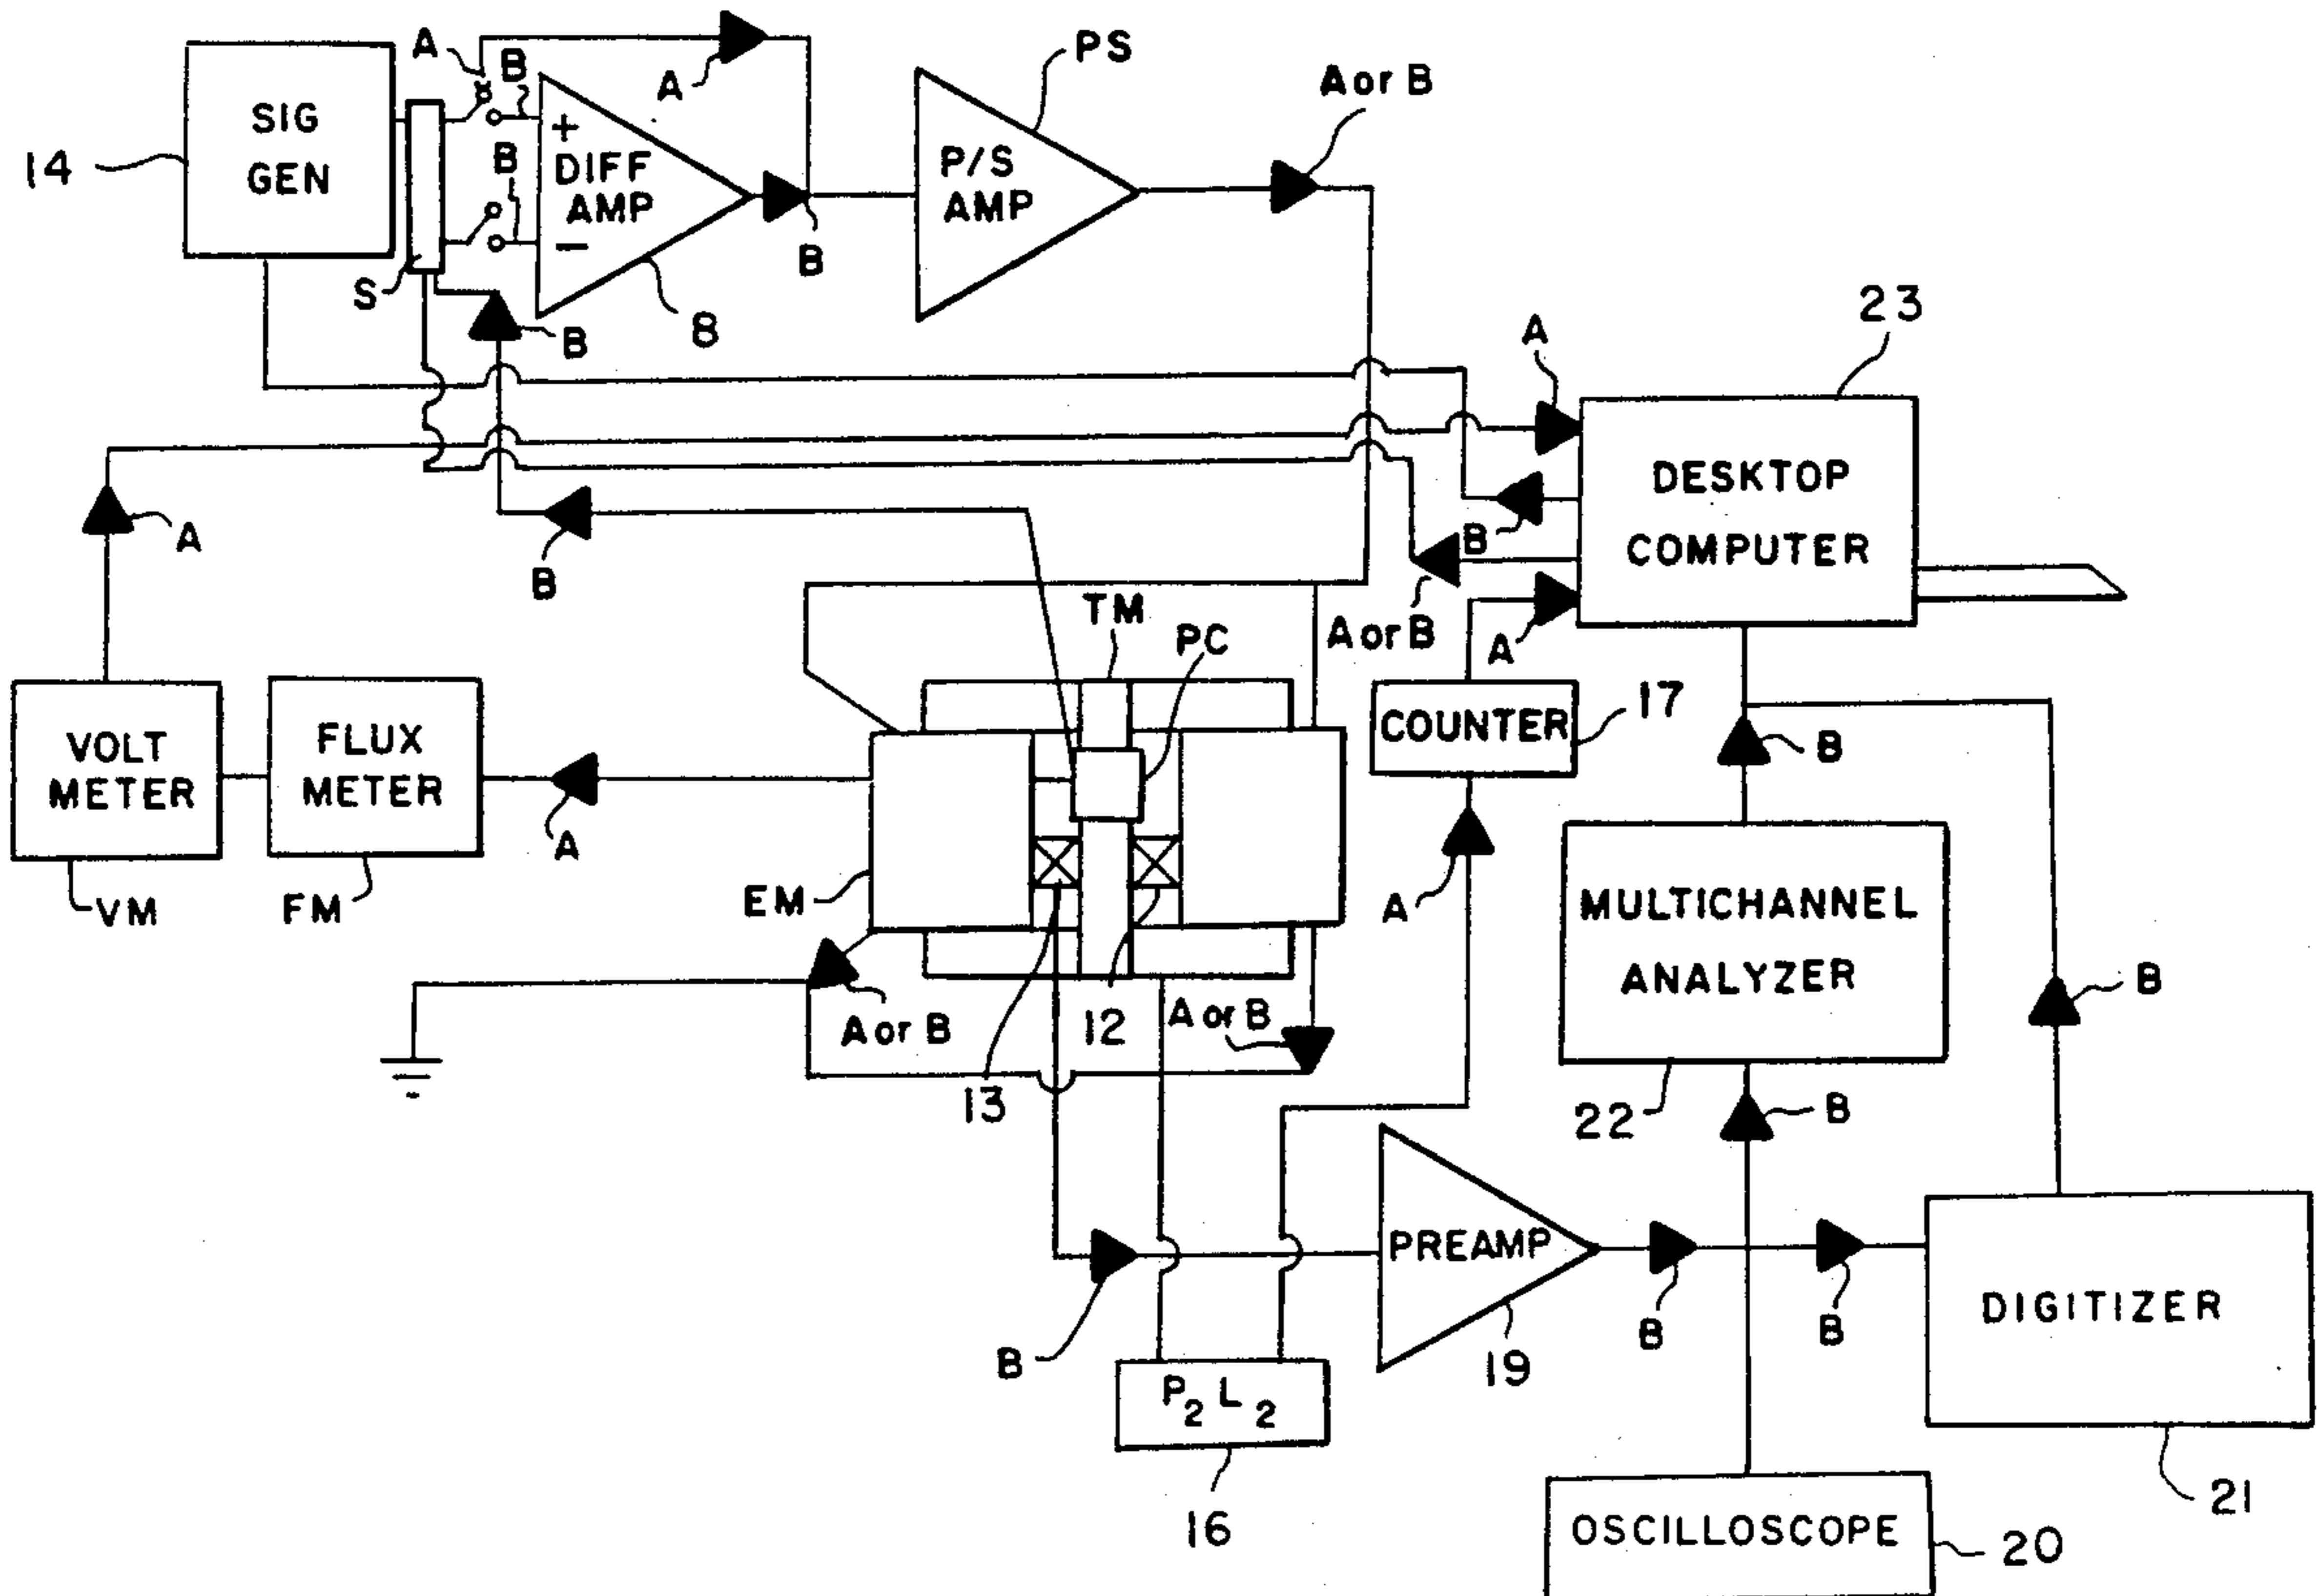 A
B
A
PS
A or B
SIG
GEN
14
+
DIFF
AMP
−
B
B
P/S
AMP
S
B
8
23
A
DESKTOP
COMPUTER
B
A or B
A
A
B
TM
PC
COUNTER
17
VOLT
METER
FLUX
METER
A
VM
FM
EM
A
B
MULTICHANNEL
ANALYZER
22
B
B
A or B
12
A or B
13
PREAMP
19
B
B
B
DIGITIZER
21
P2 L2
16
OSCILLOSCOPE
20